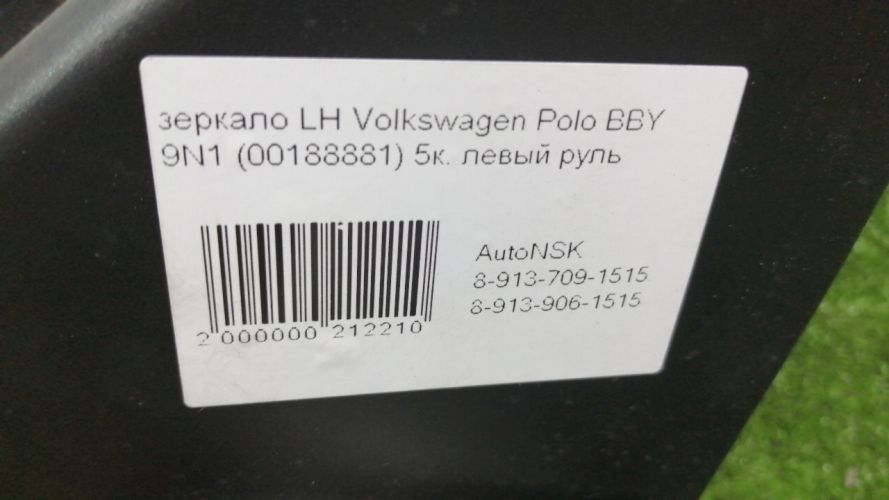 зеркало LH Volkswagen Polo BBY
9N1 (00188881) 5к. левый руль
AutoNSK
8-913-709-1515
8-913-906-1515
2 000000 212210